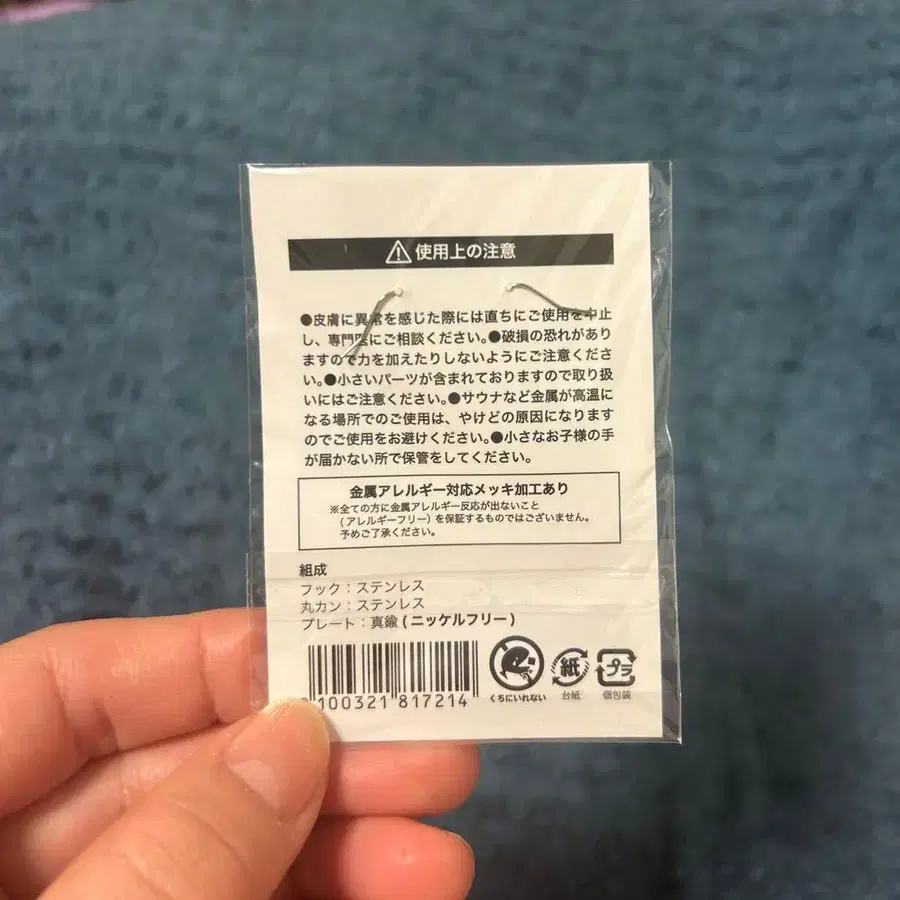 使用上の注意
●皮膚に異常を感じた際には直ちにご使用を中止
し、専門医にご相談ください。●破損の恐れがあり
ますので力を加えたりしないようにご注意くださ
い。●小さいパーツが含まれておりますので取り扱
いにはご注意ください。●サウナなど金属が高温に
なる場所でのご使用は、やけどの原因になります
のでご使用をお避けください。●小さなお子様の手
が届かない所で保管をしてください。
金属アレルギー対応メッキ加工あり
※全ての方に金属アレルギー反応が出ないこと
(アレルギーフリー)を保証するものではございません。
予めご了承ください。
組成
フック：ステンレス
丸カン：ステンレス
プレート：真鍮(ニッケルフリー)
くちにいれない
紙
台紙
プラ
個包装
100321 817214